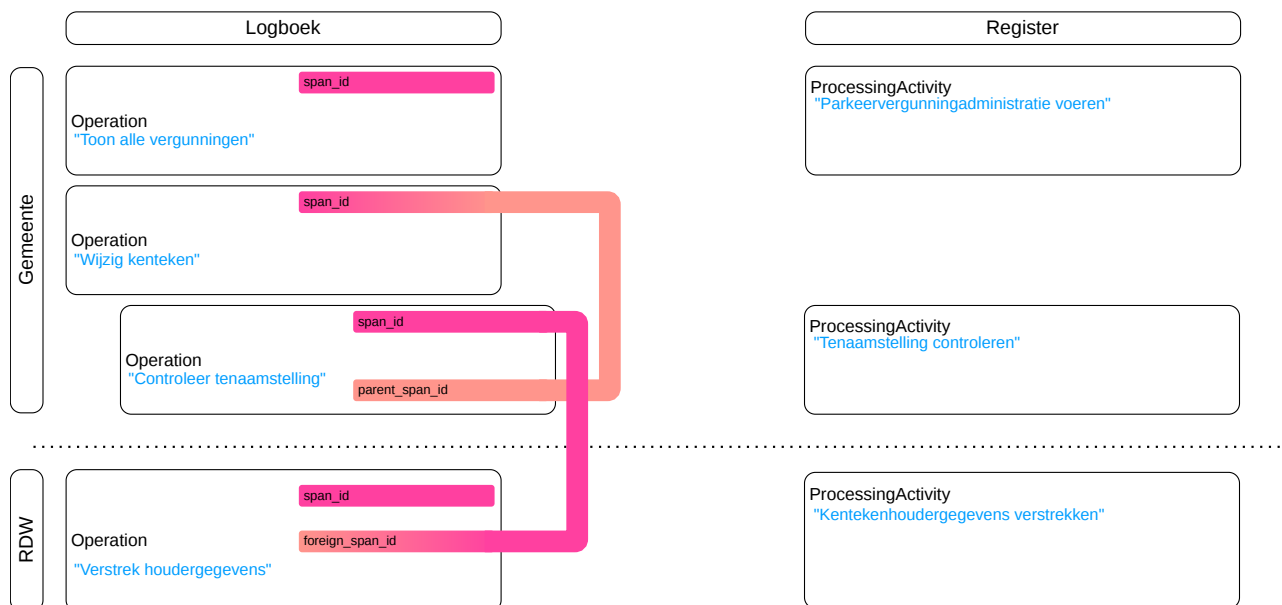 Logboek
Register
Gemeente
span_id
Operation
"Toon alle vergunningen"
ProcessingActivity
"Parkeervergunningadministratie voeren"
span_id
Operation
"Wijzig kenteken"
span_id
Operation
"Controleer tenaamstelling"
parent_span_id
ProcessingActivity
"Tenaamstelling controleren"
RDW
span_id
Operation
foreign_span_id
"Verstrek houdergegevens"
ProcessingActivity
"Kentekenhoudergegevens verstrekken"